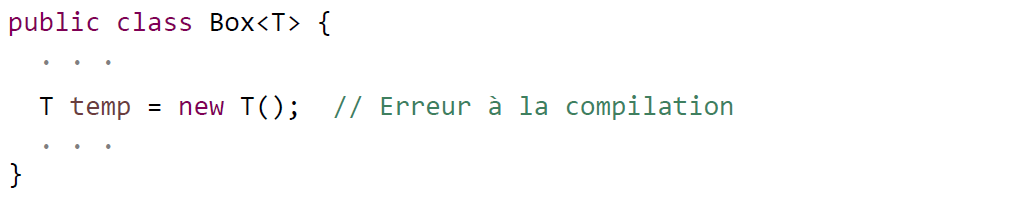 public class Box<T> {
. . .
T temp = new T(); // Erreur à la compilation
. . .
}